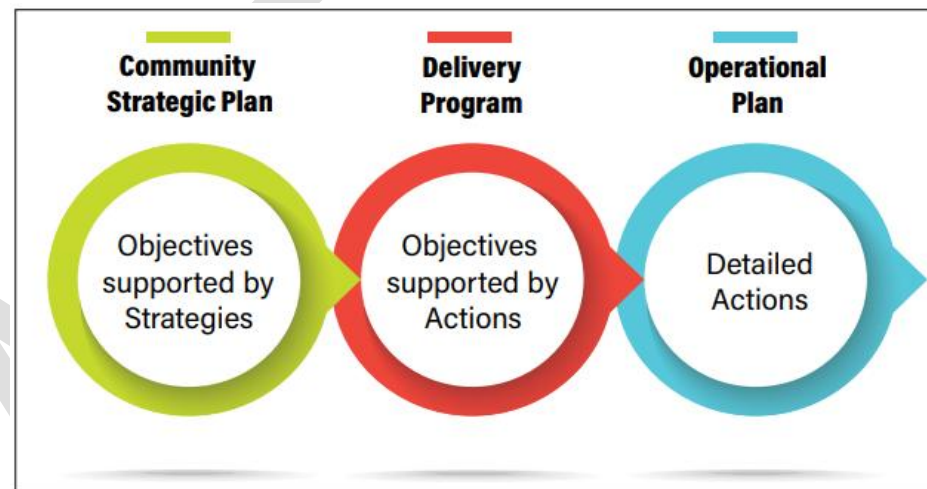 Community
Strategic Plan
Delivery
Program
Operational
Plan
Objectives
supported by
Strategies
Objectives
supported by
Actions
Detailed
Actions